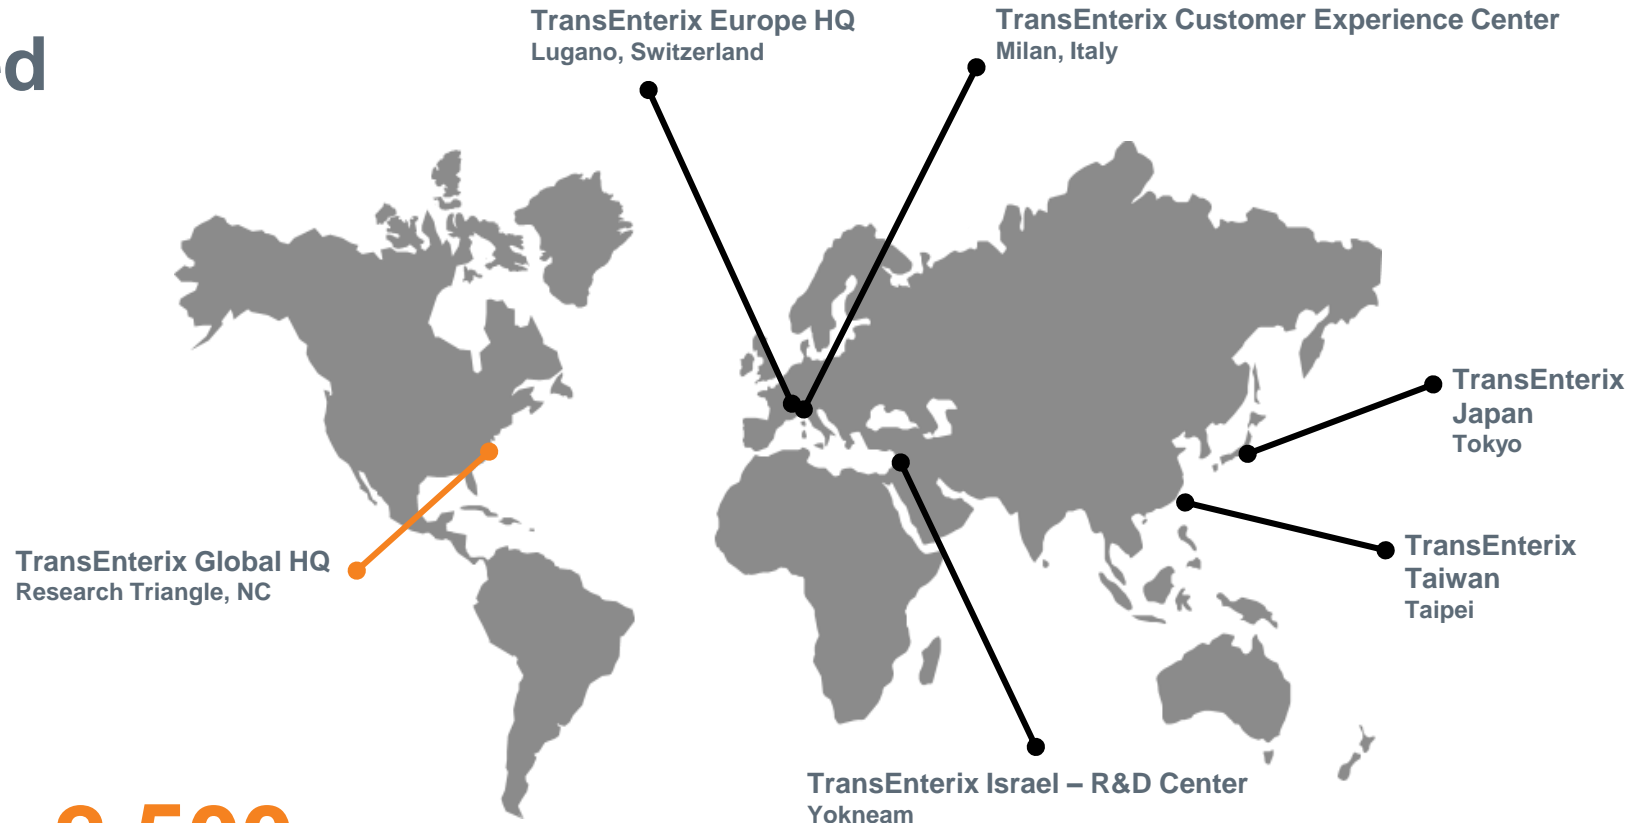 TransEnterix Europe HQ
Lugano, Switzerland
TransEnterix Customer Experience Center
Milan, Italy
ed
TransEnterix
Japan
Tokyo
TransEnterix Global HQ
Research Triangle, NC
TransEnterix
Taiwan
Taipei
TransEnterix Israel – R&D Center
Yokneam